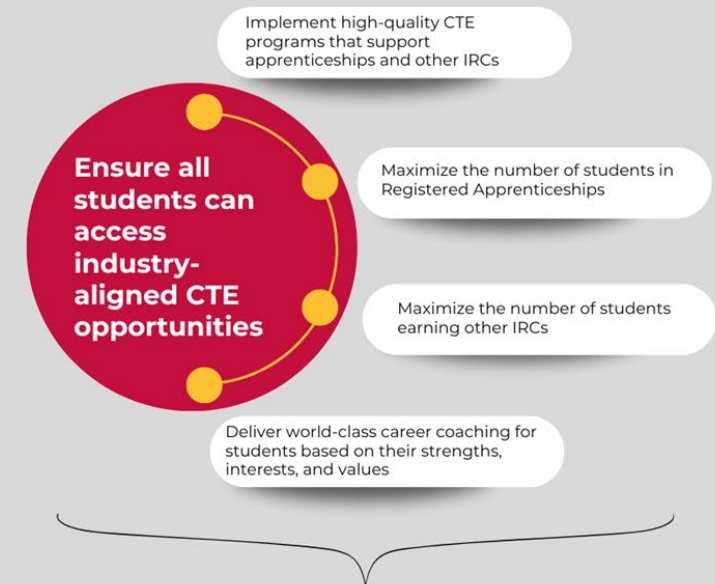 Implement high-quality CTE
programs that support
apprenticeships and other IRCs
Ensure all
students can
access
industry-
aligned CTE
opportunities
Maximize the number of students in
Registered Apprenticeships
Maximize the number of students
earning other IRCs
Deliver world-class career coaching for
students based on their strengths,
interests, and values